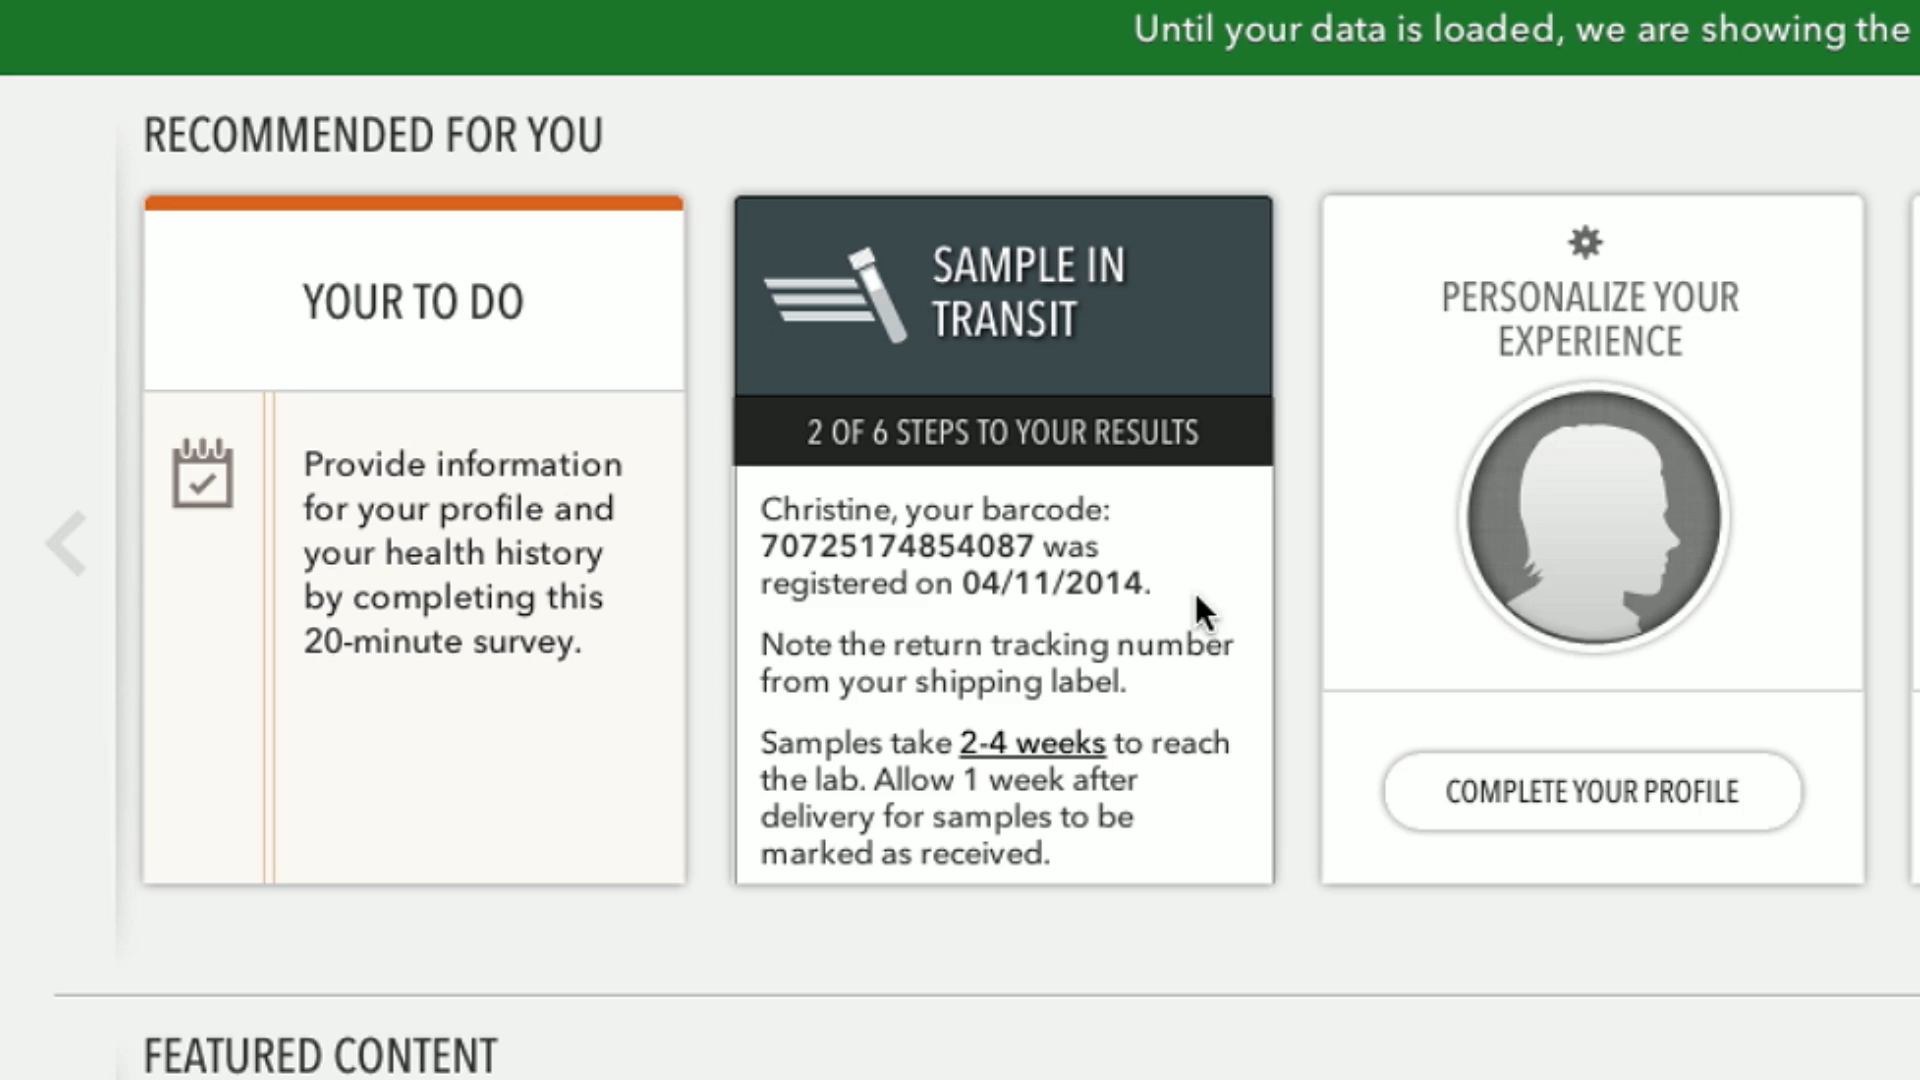 Until your data is loaded, we are showing the
RECOMMENDED FOR YOU
YOUR TO DO
Provide information
for your profile and
your health history
by completing this
20-minute survey.
SAMPLE IN
TRANSIT
2 OF 6 STEPS TO YOUR RESULTS
Christine, your barcode:
70725174854087 was
registered on 04/11/2014.
Note the return tracking number
from your shipping label.
Samples take 2-4 weeks to reach
the lab. Allow 1 week after
delivery for samples to be
marked as received.
PERSONALIZE YOUR
EXPERIENCE
COMPLETE YOUR PROFILE
FEATURED CONTENT